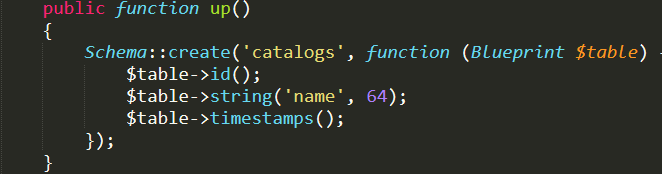 public function up()
{
Schema::create('catalogs', function (Blueprint $table)
$table->id();
$table->string('name', 64);
$table->timestamps();
});
}